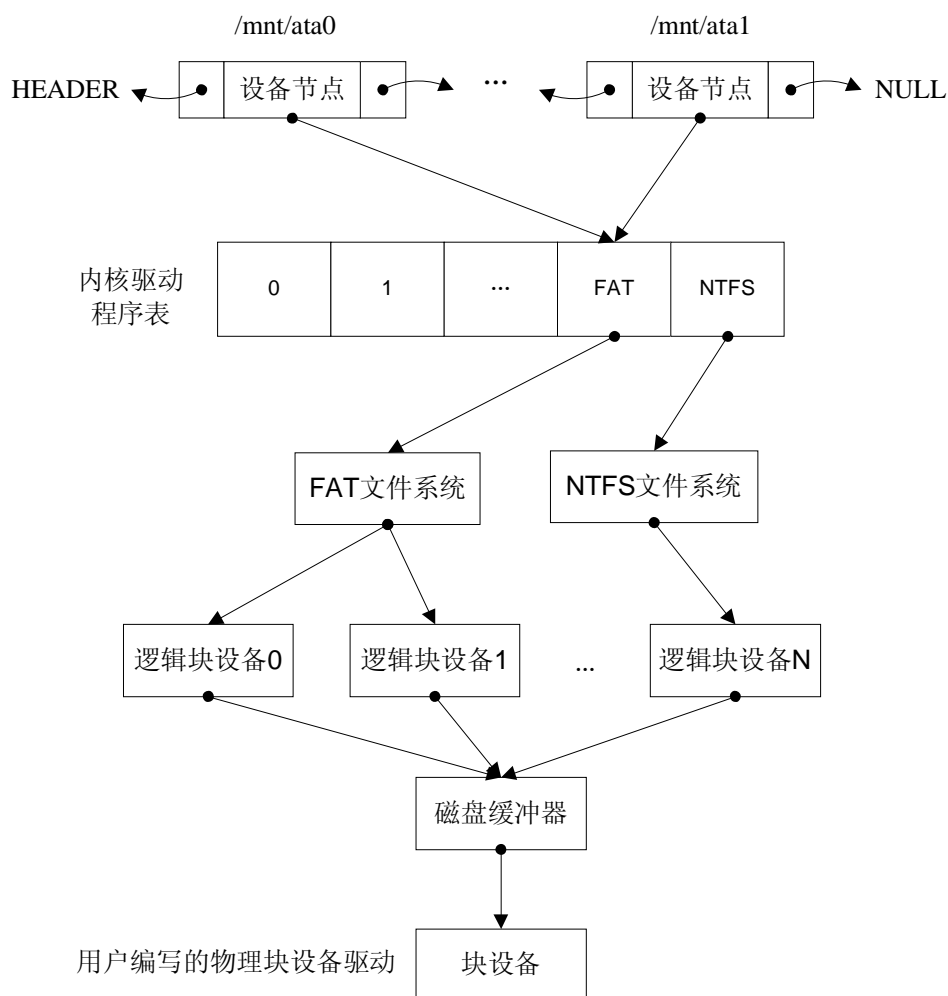 /mnt/ata0 /mnt/ata1
HEADER 设备节点 ... 设备节点 NULL
内核驱动
程序表
0 1 ... FAT NTFS
FAT文件系统 NTFS文件系统
逻辑块设备0 逻辑块设备1 ... 逻辑块设备N
磁盘缓冲器
用户编写的物理块设备驱动 块设备